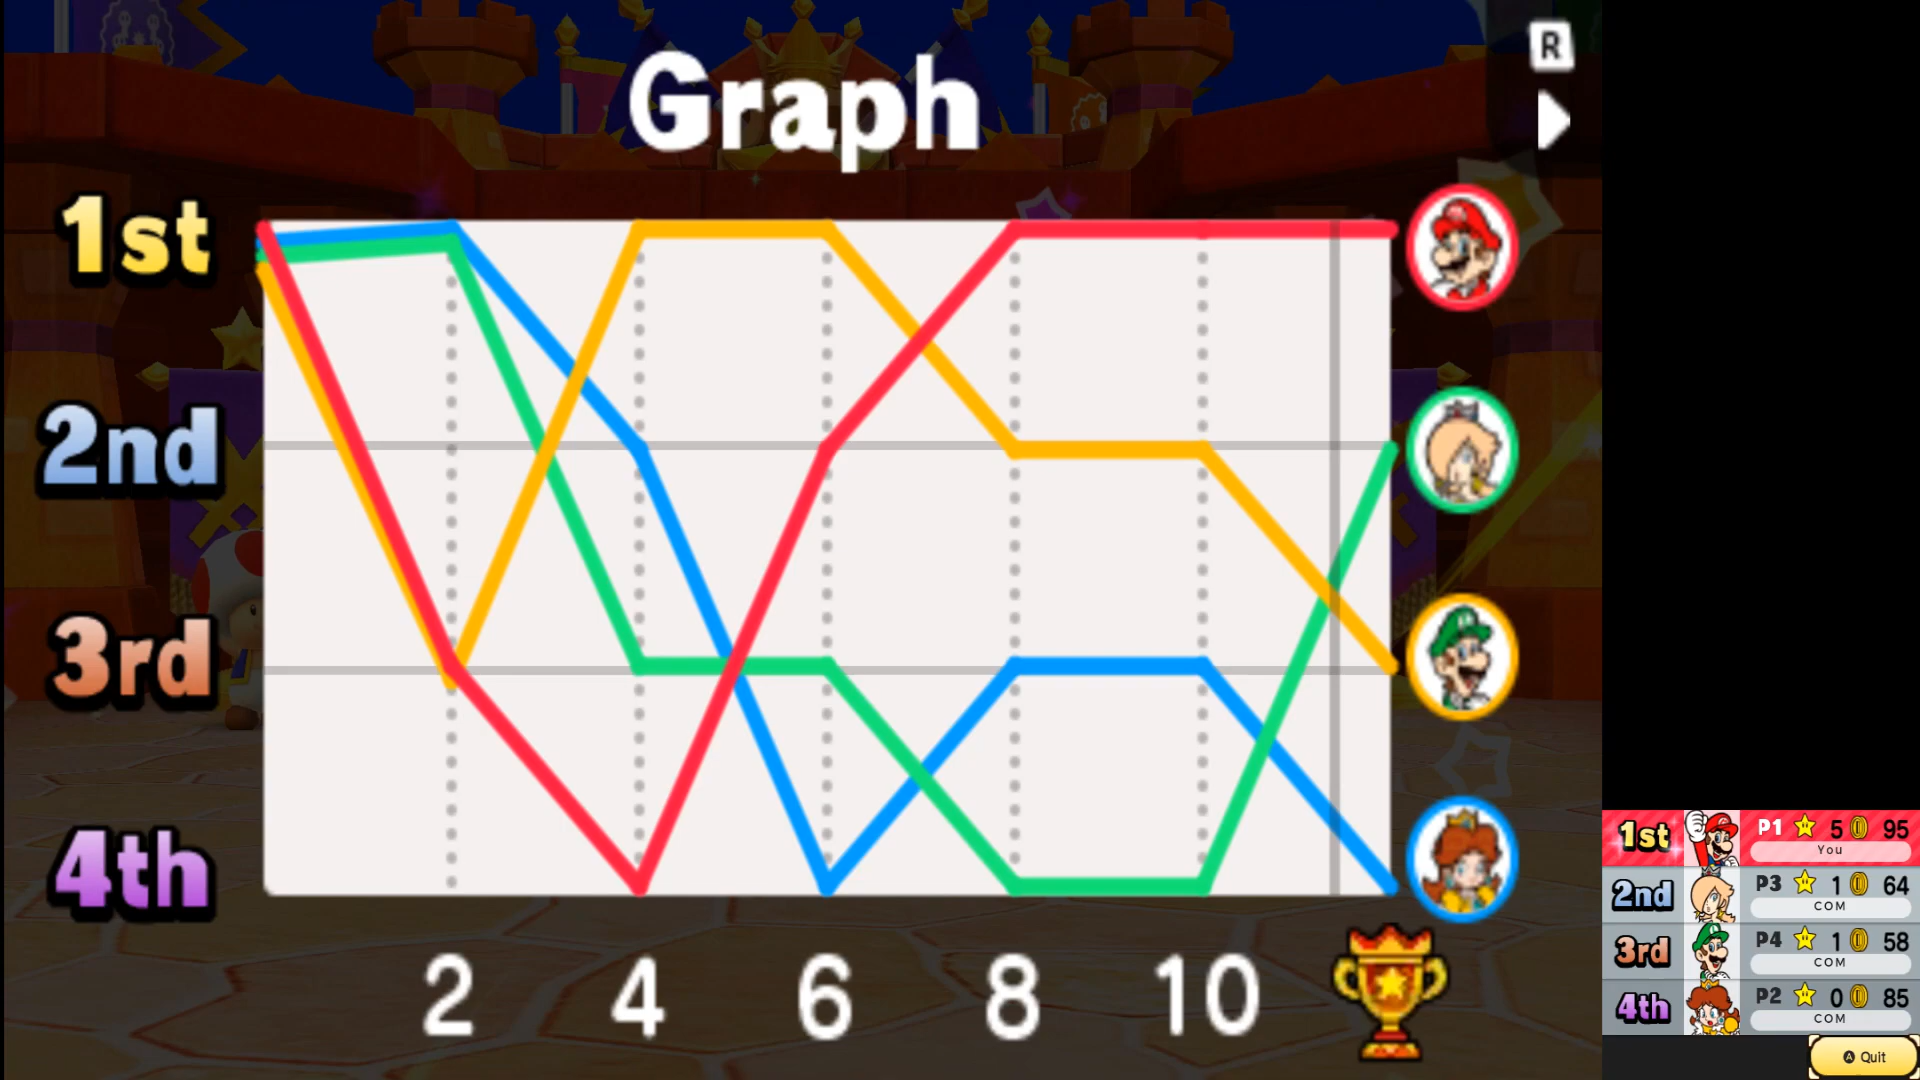 Graph
R
1st
2nd
3rd
4th
2 4 6 8 10
1st P1 5 95
You
2nd P3 1 64
COM
3rd P4 1 58
COM
4th P2 0 85
COM
A Quit